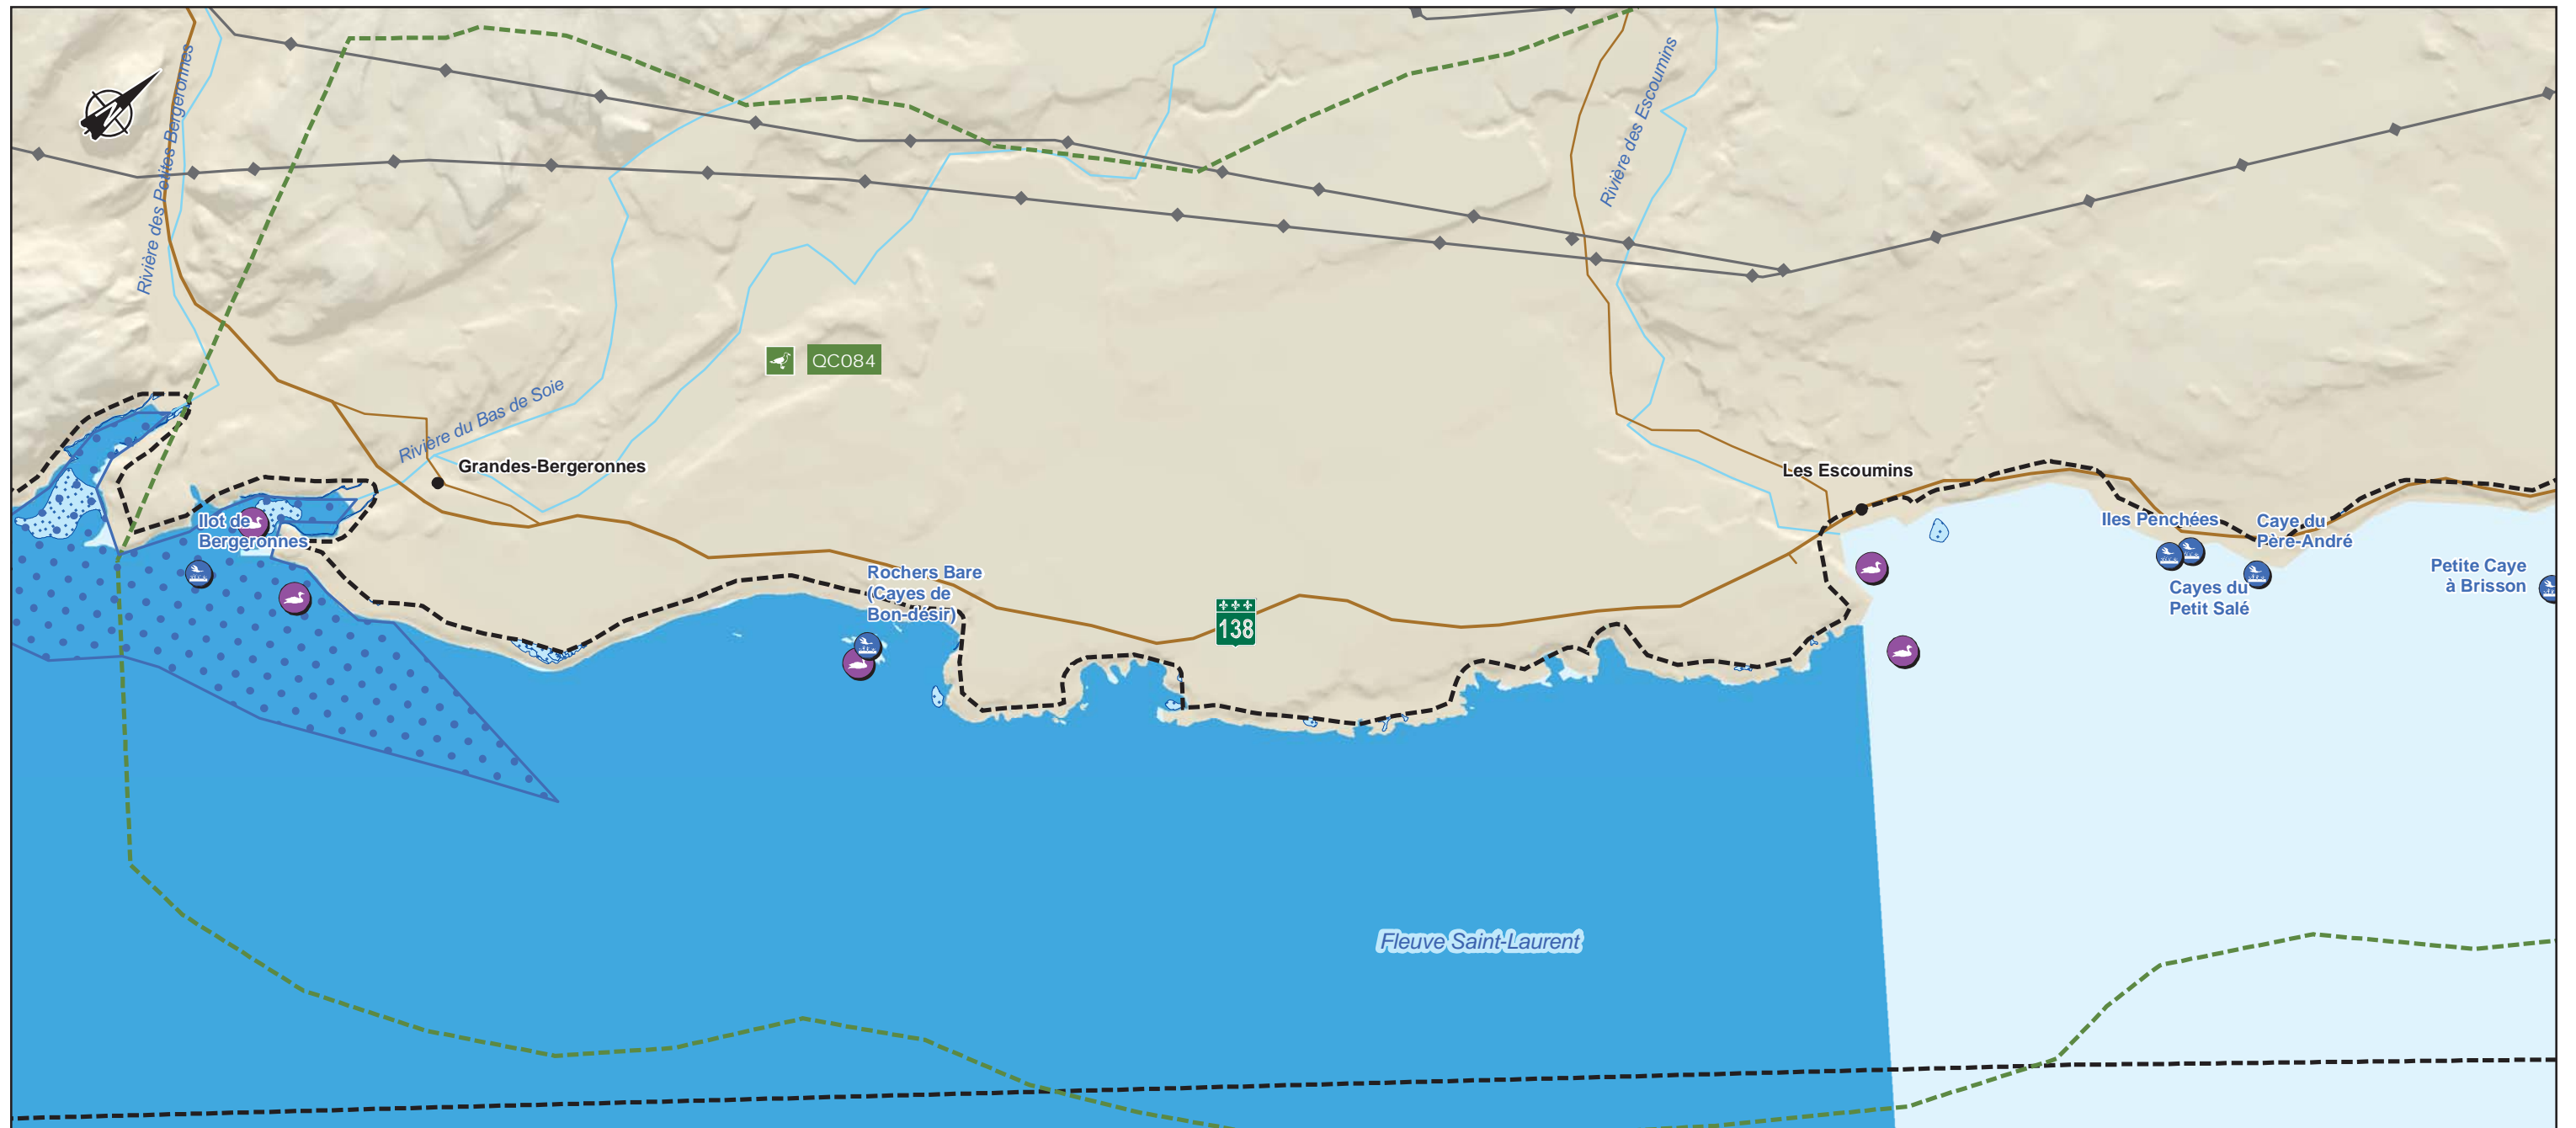 Rivière des Petites Bergeronnes
Rivière des Escoumins
QC084
Rivière du Bas de Soie
Grandes-Bergeronnes
Les Escoumins
Ilot de
Bergeronnes
Iles Penchées
Caye du
Père-André
Rochers Bare
(Cayes de
Bon-désir)
Petite Caye
à Brisson
Cayes du
Petit Salé
138
Fleuve Saint-Laurent